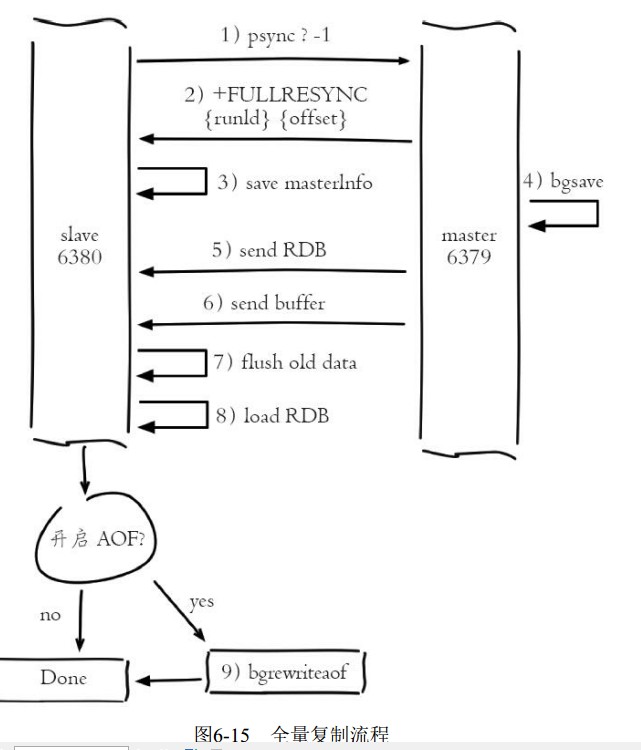 1) psync ? -1
2) +FULLRESYNC
{runId} {offset}
3) save masterInfo
4) bgsave
slave
6380
master
6379
5) send RDB
6) send buffer
7) flush old data
8) load RDB
开启 AOF?
no
yes
Done
9) bgrewriteaof
图6-15 全量复制流程